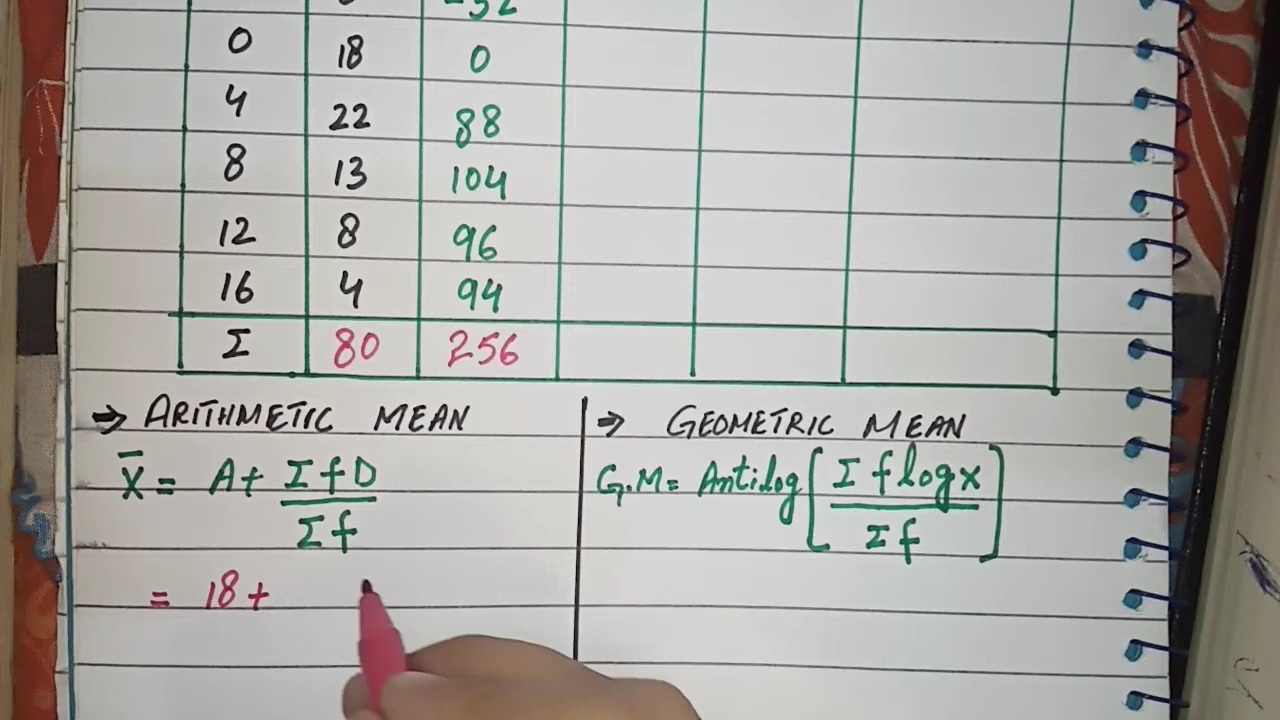 -32
0 18 0
4 22 88
8 13 104
12 8 96
16 4 94
Σ 80 256
⇒ ARITHMETIC MEAN
X̄ = A + ΣfD / Σf
= 18 +
⇒ GEOMETRIC MEAN
G.M = Antilog [Σ f log x / Σf]